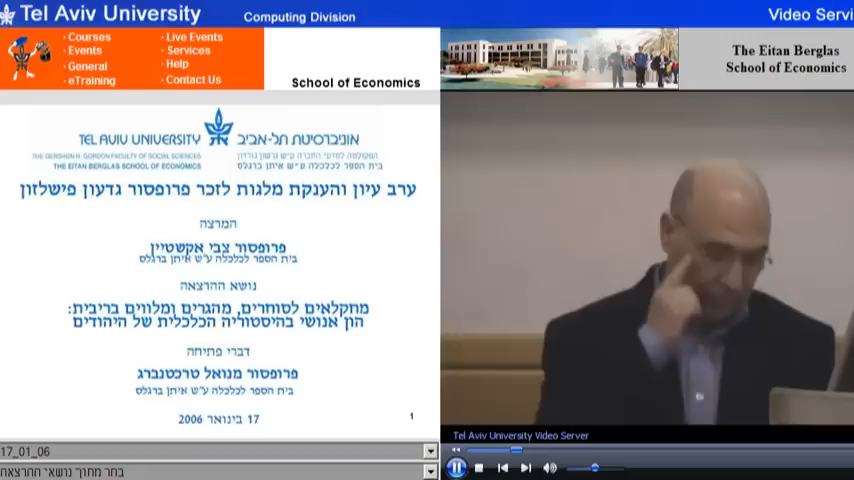 Tel Aviv University
Computing Division
Video Servi
· Courses
· Events
· General
· eTraining
· Live Events
· Services
· Help
· Contact Us
School of Economics
The Eitan Berglas
School of Economics
TEL AVIV UNIVERSITY אוניברסיטת תל-אביב
THE GERSHON H. GORDON FACULTY OF SOCIAL SCIENCES הפקולטה למדעי החברה ע״ש גרשון גורדון
THE EITAN BERGLAS SCHOOL OF ECONOMICS בית הספר לכלכלה ע״ש איתן ברגלס
ערב עיון והענקת מלגות לזכר פרופסור גדעון פישלזון
המרצה
פרופסור צבי אקשטיין
בית הספר לכלכלה ע״ש איתן ברגלס
נושא ההרצאה
מחקלאים לסוחרים, מהגרים ומלווים בריבית:
הון אנושי בהיסטוריה הכלכלית של היהודים
דברי פתיחה
פרופסור מנואל טרכטנברג
בית הספר לכלכלה ע״ש איתן ברגלס
17 בינואר 2006
1
17_01_06
בחר מתוך נושאי ההרצאה
Tel Aviv University Video Server